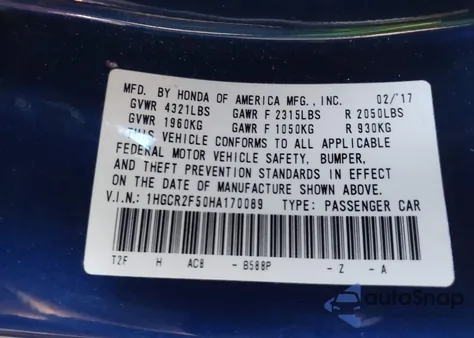 MFD. BY HONDA OF AMERICA MFG., INC. 02/'17
GVWR 4321LBS GAWR F 2315LBS R 2050LBS
GVWR 1960KG GAWR F 1050KG R 930KG
THIS VEHICLE CONFORMS TO ALL APPLICABLE
FEDERAL MOTOR VEHICLE SAFETY, BUMPER,
AND THEFT PREVENTION STANDARDS IN EFFECT
ON THE DATE OF MANUFACTURE SHOWN ABOVE.
V.I.N.: 1HGCR2F50HA170089 TYPE: PASSENGER CAR
T2F H AC8 -B588P -Z -A
autoSnap